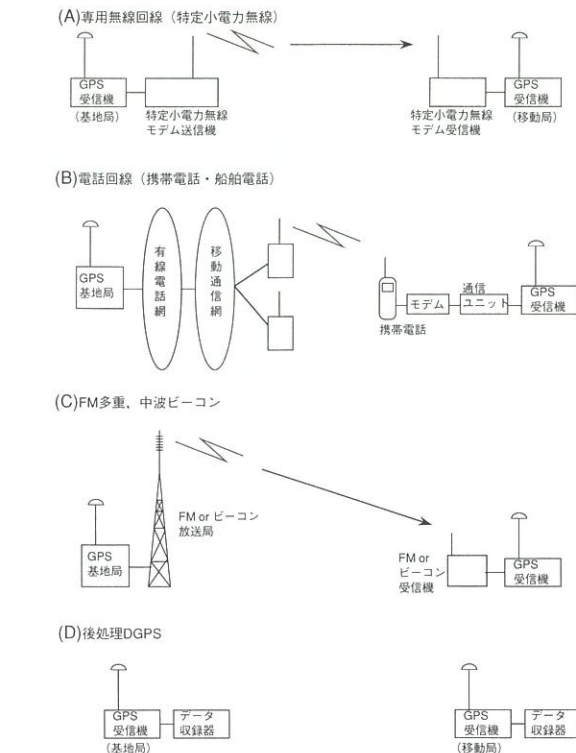 (A)専用無線回線（特定小電力無線）
GPS
受信機
(基地局)
特定小電力無線
モデム送信機
特定小電力無線
モデム受信機
GPS
受信機
(移動局)
(B)電話回線（携帯電話・船舶電話）
GPS
基地局
有線電話網
移動通信網
携帯電話
モデム
通信
ユニット
GPS
受信機
(C)FM多重、中波ビーコン
GPS
基地局
FM or ビーコン
放送局
FM or
ビーコン
受信機
GPS
受信機
(D)後処理DGPS
GPS
受信機
(基地局)
データ
収録器
GPS
受信機
(移動局)
データ
収録器